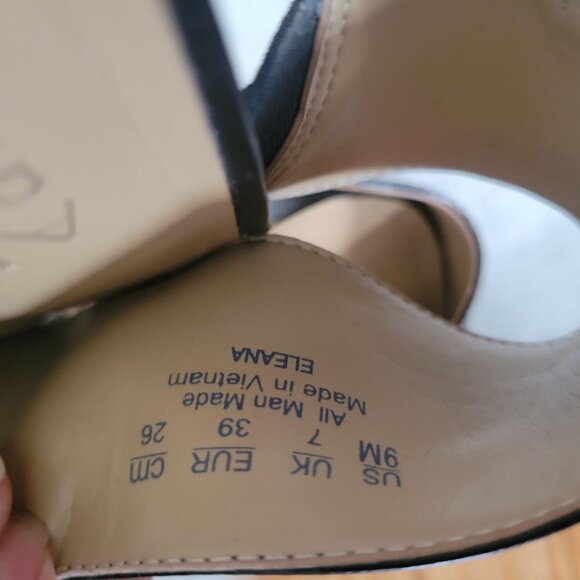 US UK EUR CM
9M 7 39 26
All Man Made
Made in Vietnam
ELEANA